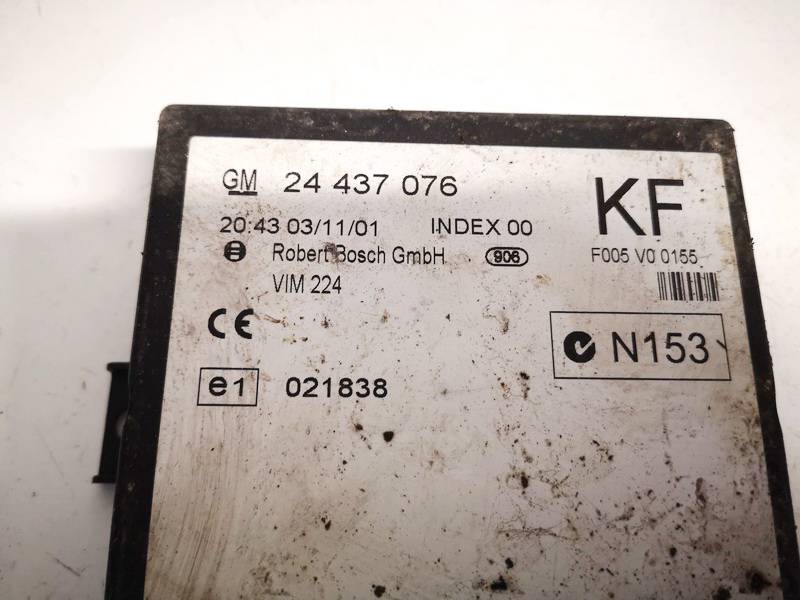 GM 24 437 076 KF
20:43 03/11/01 INDEX 00
Robert Bosch GmbH 906 F005 V0 0155
VIM 224
CE N153
e1 021838